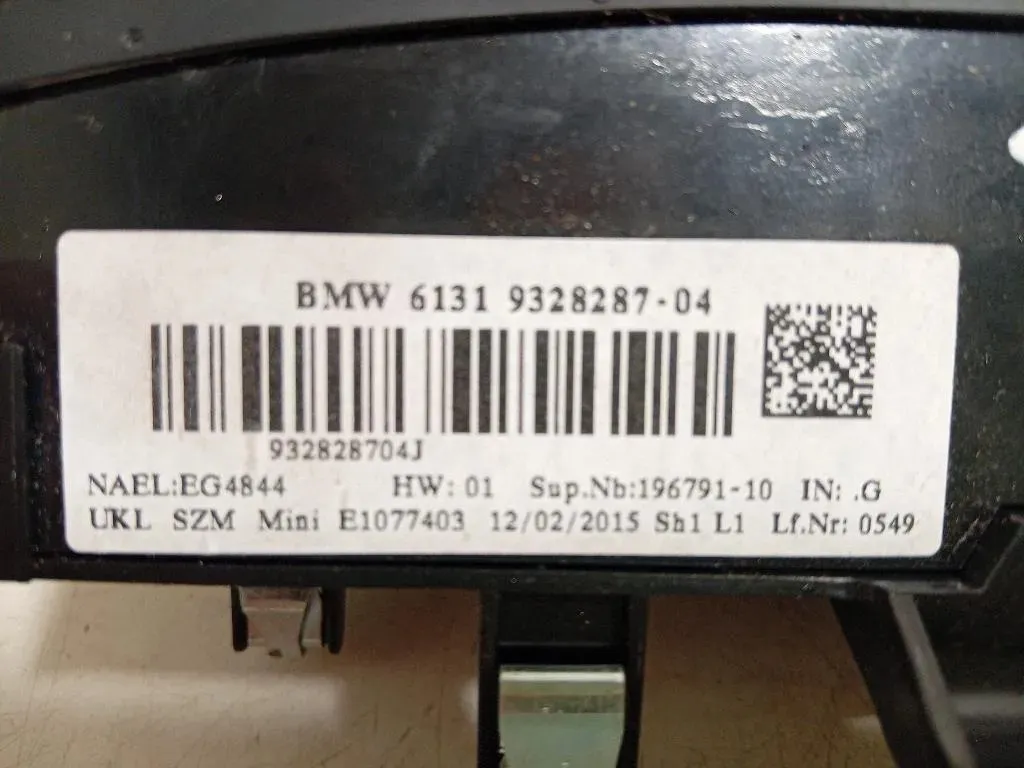 BMW 6131 9328287-04
932828704J
NAEL:EG4844 HW: 01 Sup.Nb:196791-10 IN: .G
UKL SZM Mini E1077403 12/02/2015 Sh1 L1 Lf.Nr: 0549